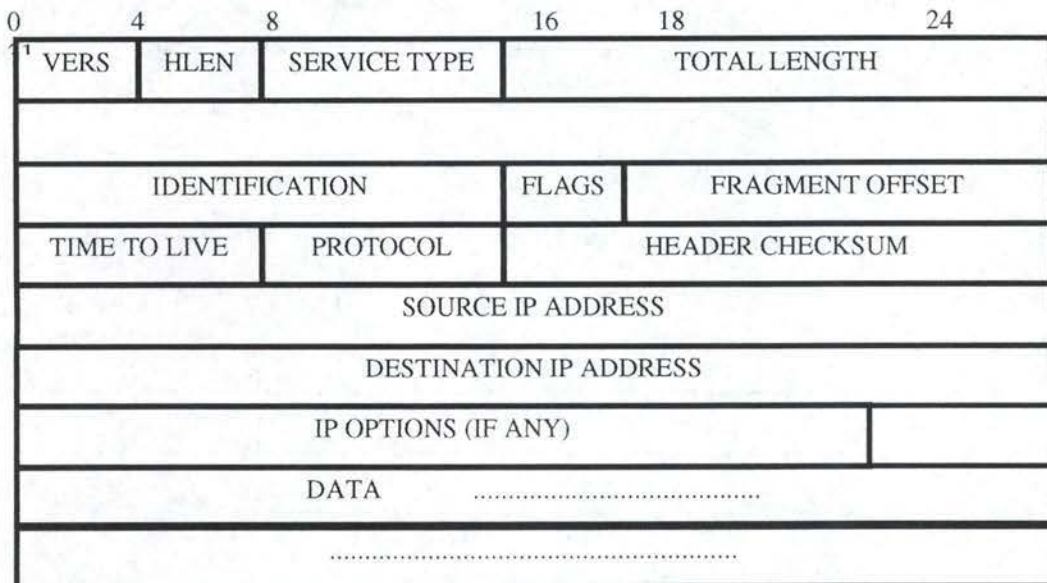 0 4 8 16 18 24
VERS HLEN SERVICE TYPE TOTAL LENGTH
IDENTIFICATION FLAGS FRAGMENT OFFSET
TIME TO LIVE PROTOCOL HEADER CHECKSUM
SOURCE IP ADDRESS
DESTINATION IP ADDRESS
IP OPTIONS (IF ANY)
DATA ........................................
.........................................................